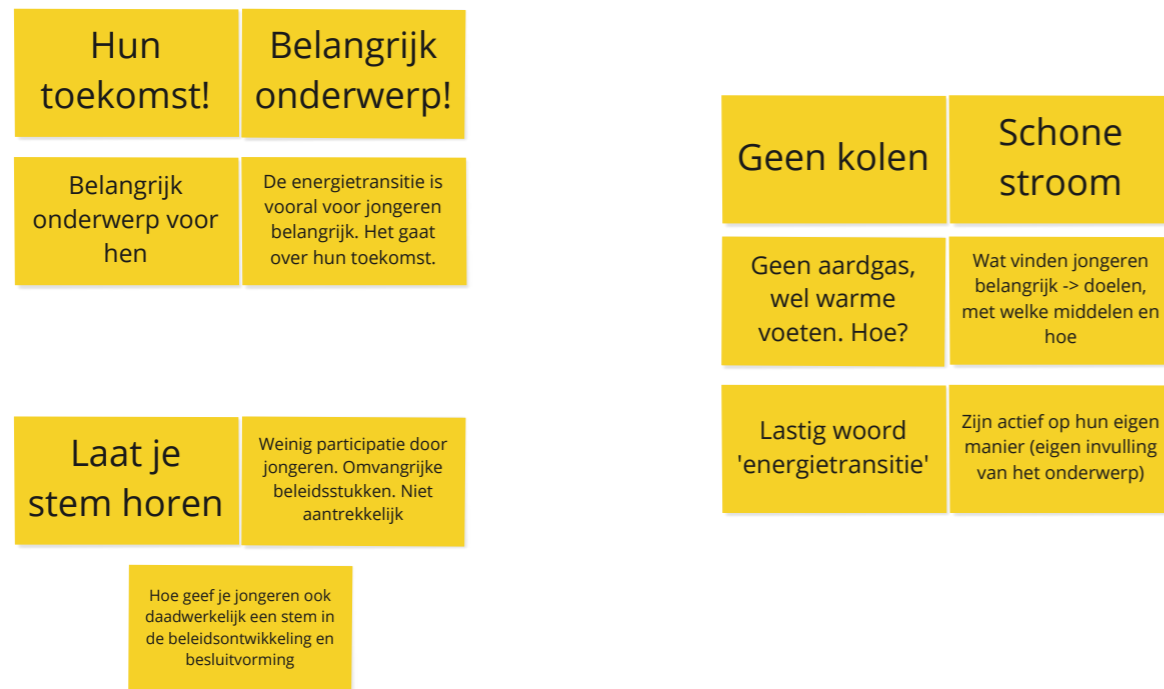 Hun
toekomst!
Belangrijk
onderwerp!
Belangrijk
onderwerp voor
hen
De energietransitie is
vooral voor jongeren
belangrijk. Het gaat
over hun toekomst.
Laat je
stem horen
Weinig participatie door
jongeren. Omvangrijke
beleidsstukken. Niet
aantrekkelijk
Hoe geef je jongeren ook
daadwerkelijk een stem in
de beleidsontwikkeling en
besluitvorming
Geen kolen
Schone
stroom
Geen aardgas,
wel warme
voeten. Hoe?
Wat vinden jongeren
belangrijk -> doelen,
met welke middelen en
hoe
Lastig woord
'energietransitie'
Zijn actief op hun eigen
manier (eigen invulling
van het onderwerp)